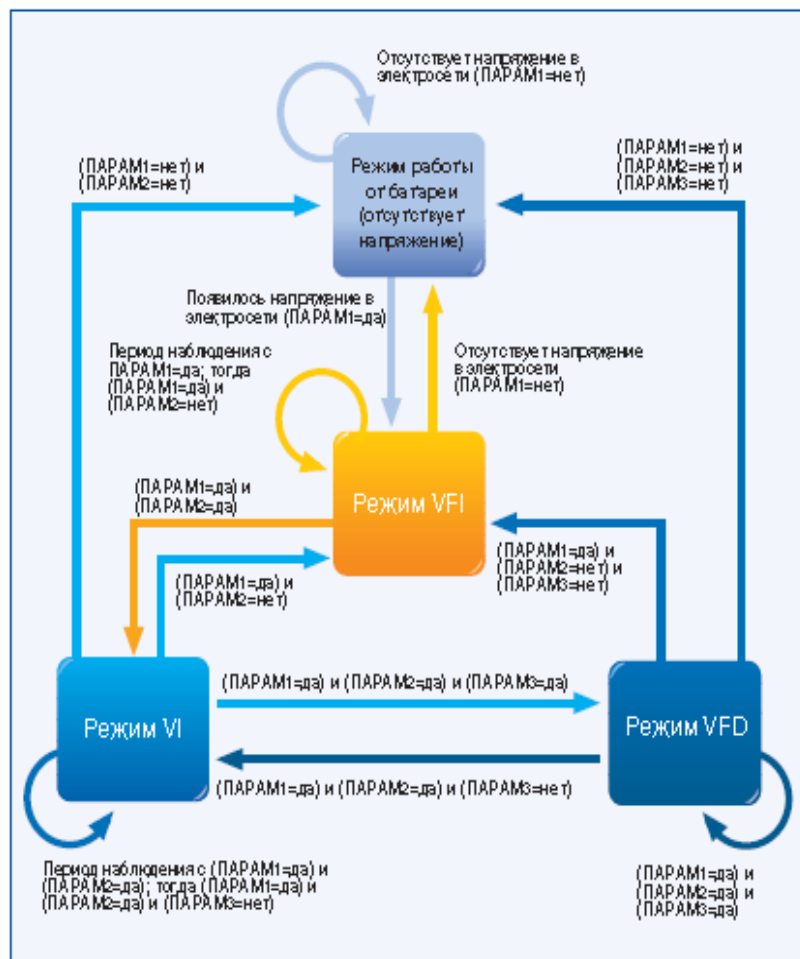 Отсутствует напряжение в
электросети (ПАРАМ1=нет)
(ПАРАМ1=нет) и
(ПАРАМ2=нет)
Режим работы
от батареи
(отсутствует
напряжение)
(ПАРАМ1=нет) и
(ПАРАМ2=нет) и
(ПАРАМ3=нет)
Появилось напряжение в
электросети (ПАРАМ1=да)
Период наблюдения с
ПАРАМ1=да; тогда
(ПАРАМ1=да) и
(ПАРАМ2=нет)
Отсутствует напряжение
в электросети
(ПАРАМ1=нет)
Режим VFI
(ПАРАМ1=да) и
(ПАРАМ2=да)
(ПАРАМ1=да) и
(ПАРАМ2=нет) и
(ПАРАМ3=нет)
(ПАРАМ1=да) и
(ПАРАМ2=нет)
Режим VI
(ПАРАМ1=да) и (ПАРАМ2=да) и (ПАРАМ3=да)
Режим VFD
(ПАРАМ1=да) и (ПАРАМ2=да) и (ПАРАМ3=нет)
Период наблюдения с (ПАРАМ1=да) и
(ПАРАМ2=да); тогда (ПАРАМ1=да) и
(ПАРАМ2=да) и (ПАРАМ3=нет)
(ПАРАМ1=да) и
(ПАРАМ2=да) и
(ПАРАМ3=да)